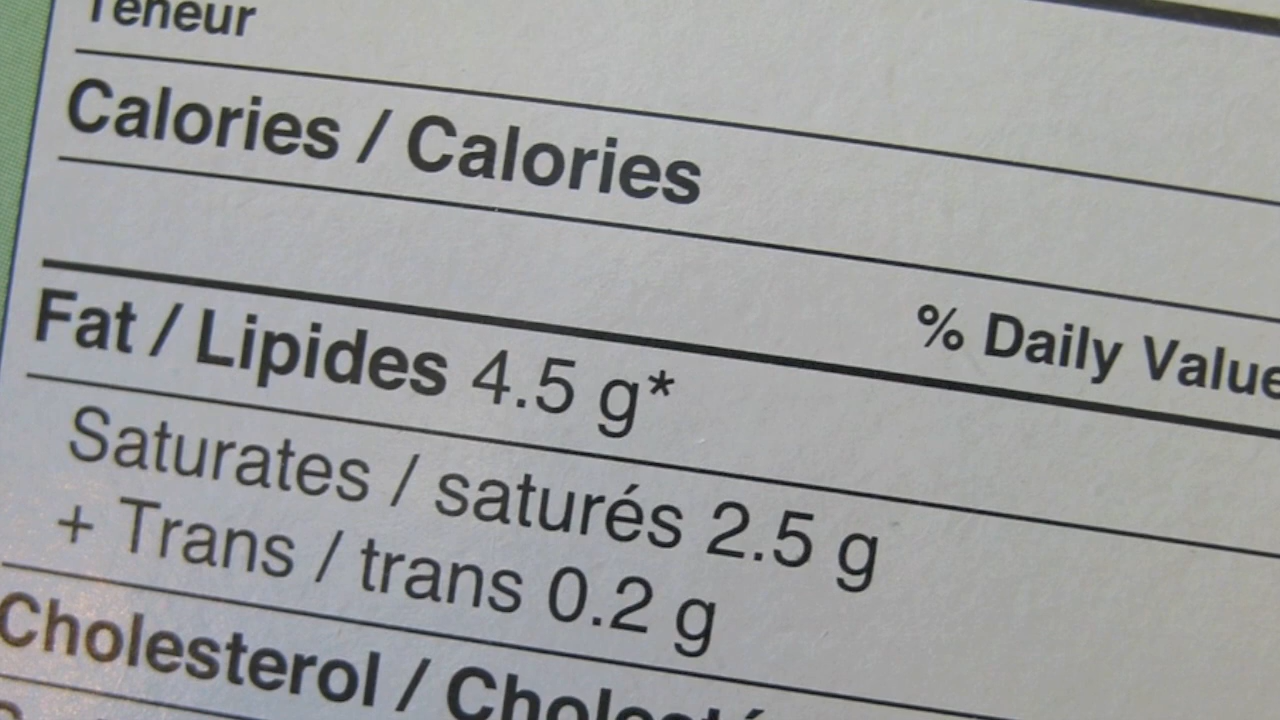 Teneur
Calories / Calories
% Daily Value
Fat / Lipides 4.5 g*
Saturates / saturés 2.5 g
+ Trans / trans 0.2 g
Cholesterol /